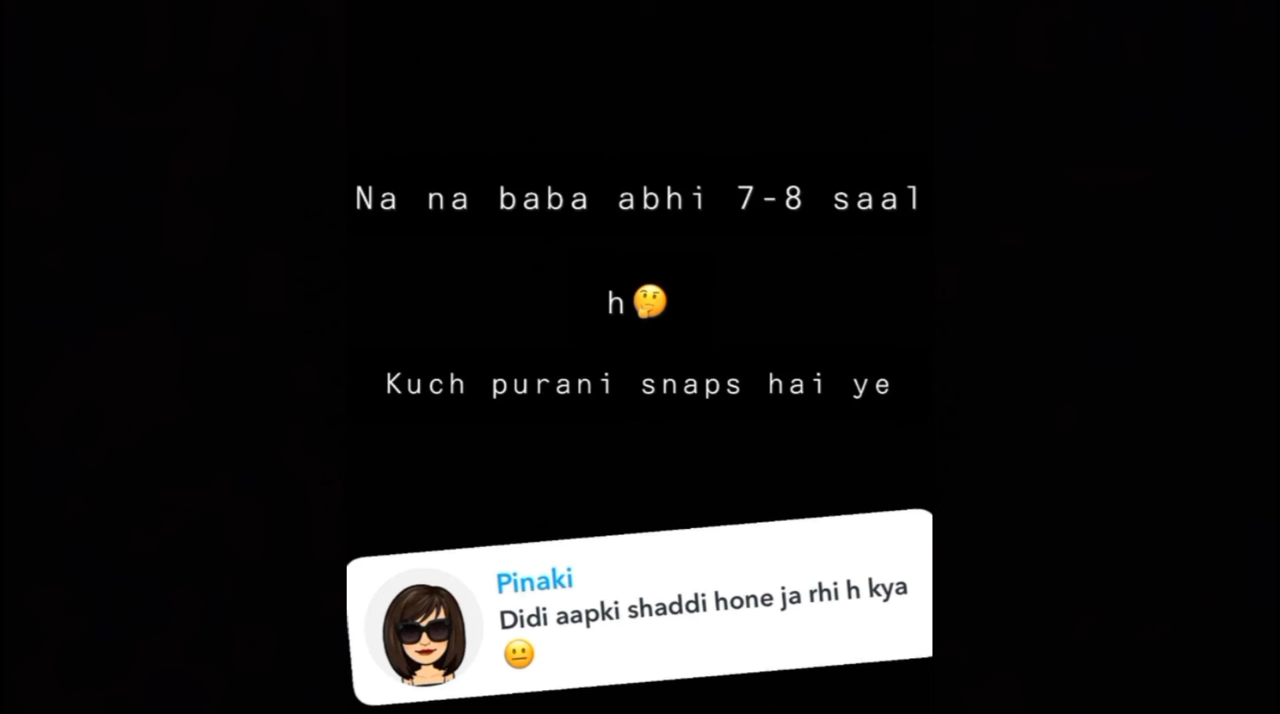 Na na baba abhi 7-8 saal
h🤔
Kuch purani snaps hai ye
Pinaki
Didi aapki shaddi hone ja rhi h kya
😐